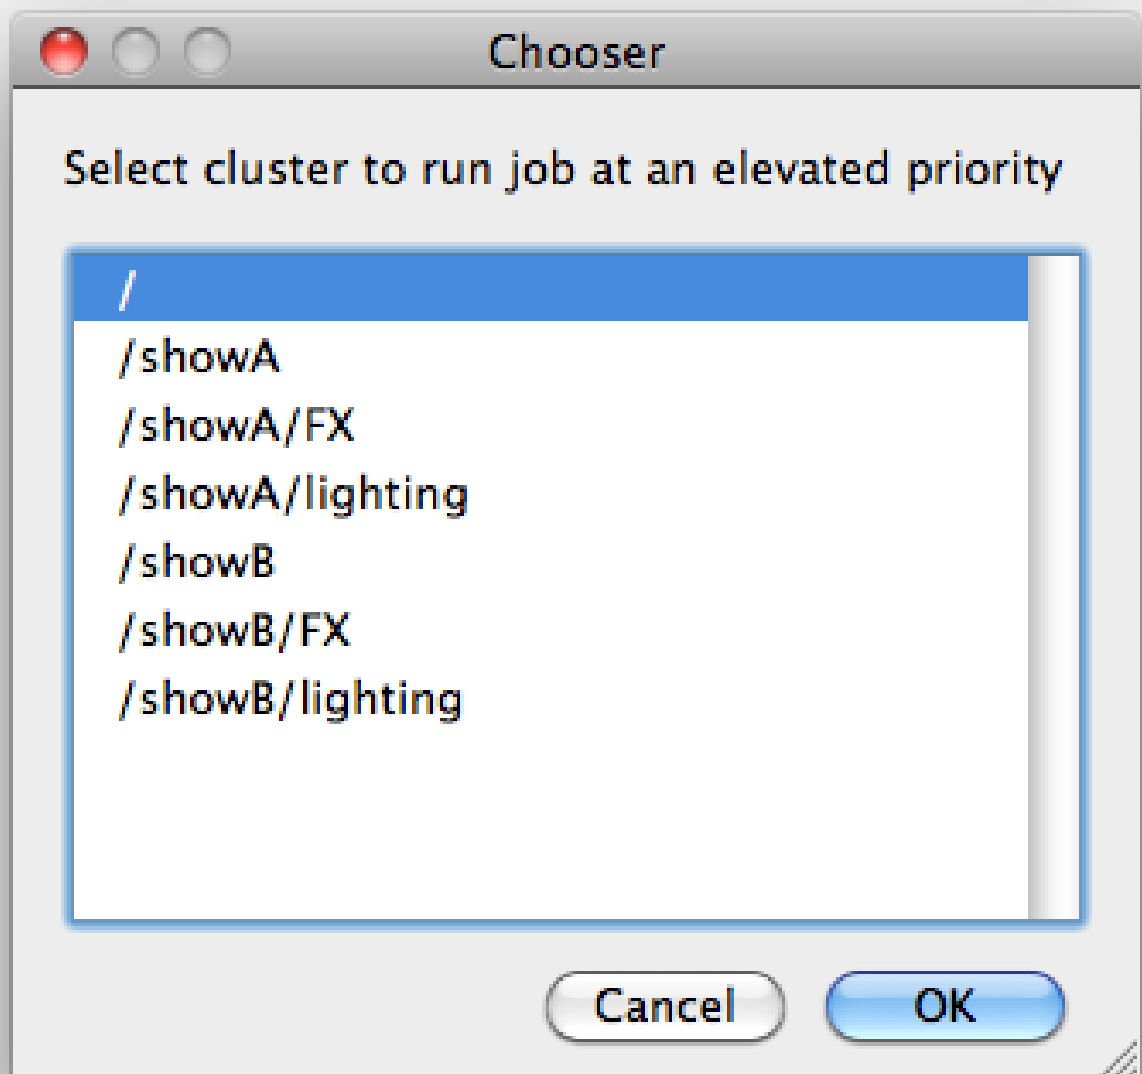 Chooser
Select cluster to run job at an elevated priority
/
/showA
/showA/FX
/showA/lighting
/showB
/showB/FX
/showB/lighting
Cancel OK